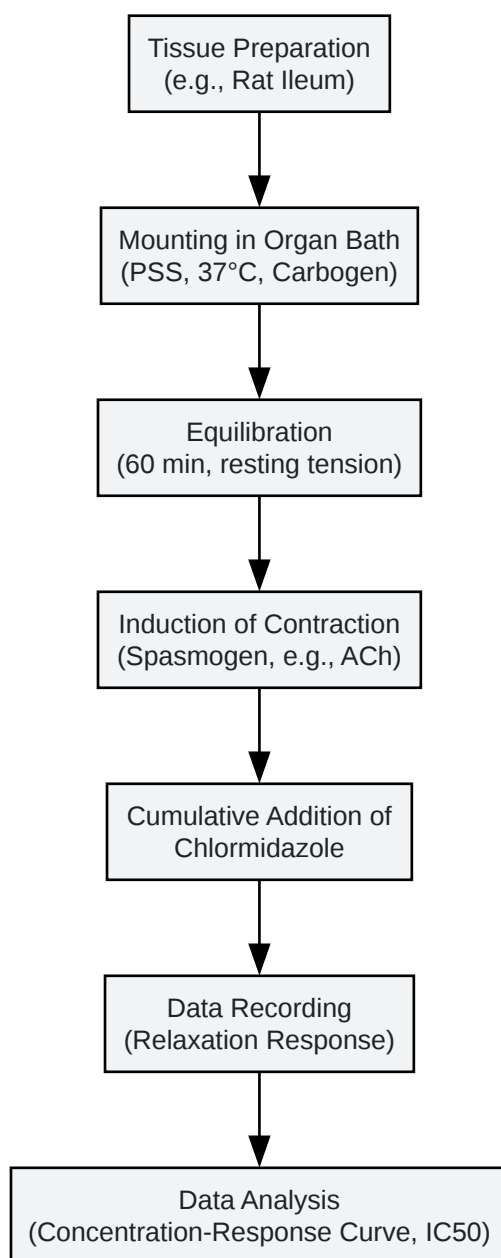 Tissue Preparation
(e.g., Rat Ileum)
Mounting in Organ Bath
(PSS, 37°C, Carbogen)
Equilibration
(60 min, resting tension)
Induction of Contraction
(Spasmogen, e.g., ACh)
Cumulative Addition of
Chlormidazole
Data Recording
(Relaxation Response)
Data Analysis
(Concentration-Response Curve, IC50)